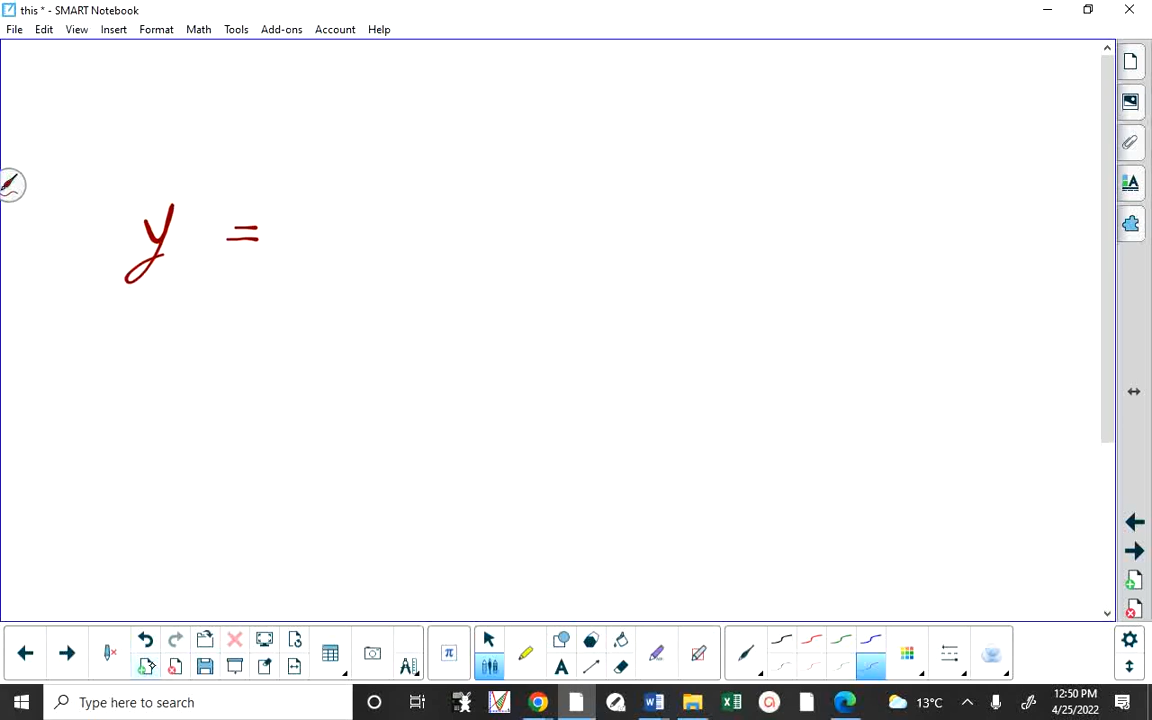 this * - SMART Notebook
File Edit View Insert Format Math Tools Add-ons Account Help
y =
Type here to search
13°C
12:50 PM
4/25/2022